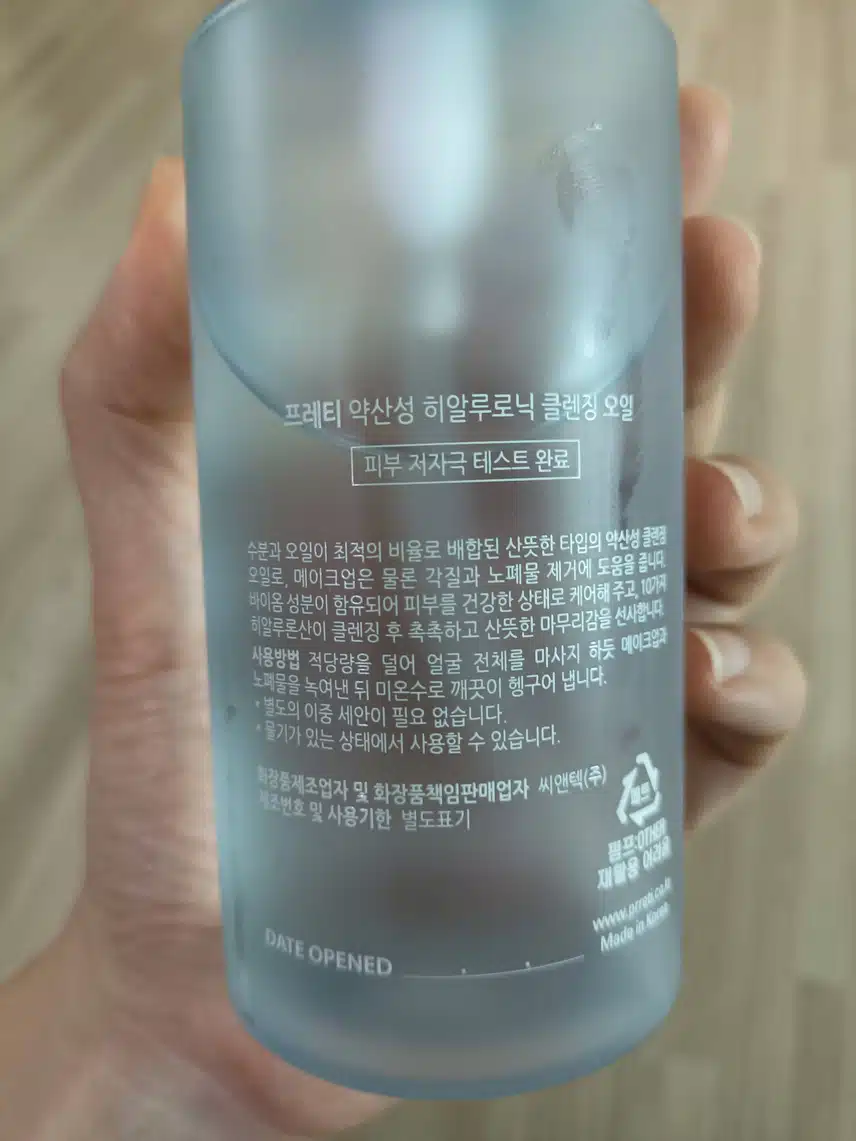 프레티 약산성 히알루로닉 클렌징 오일
피부 저자극 테스트 완료
수분과 오일이 최적의 비율로 배합된 산뜻한 타입의 약산성 클렌징
오일로, 메이크업은 물론 각질과 노폐물 제거에 도움을 줍니다.
바이옴 성분이 함유되어 피부를 건강한 상태로 케어해 주고, 10가지
히알루론산이 클렌징 후 촉촉하고 산뜻한 마무리감을 선사합니다.
사용방법 적당량을 덜어 얼굴 전체를 마사지 하듯 메이크업과
노폐물을 녹여낸 뒤 미온수로 깨끗이 헹구어 냅니다.
* 별도의 이중 세안이 필요 없습니다.
* 물기가 있는 상태에서 사용할 수 있습니다.
화장품제조업자 및 화장품책임판매업자 씨앤텍(주)
제조번호 및 사용기한 별도표기
펌프:OTHER
재활용 어려움
www.prreti.co.kr
Made in Korea
DATE OPENED